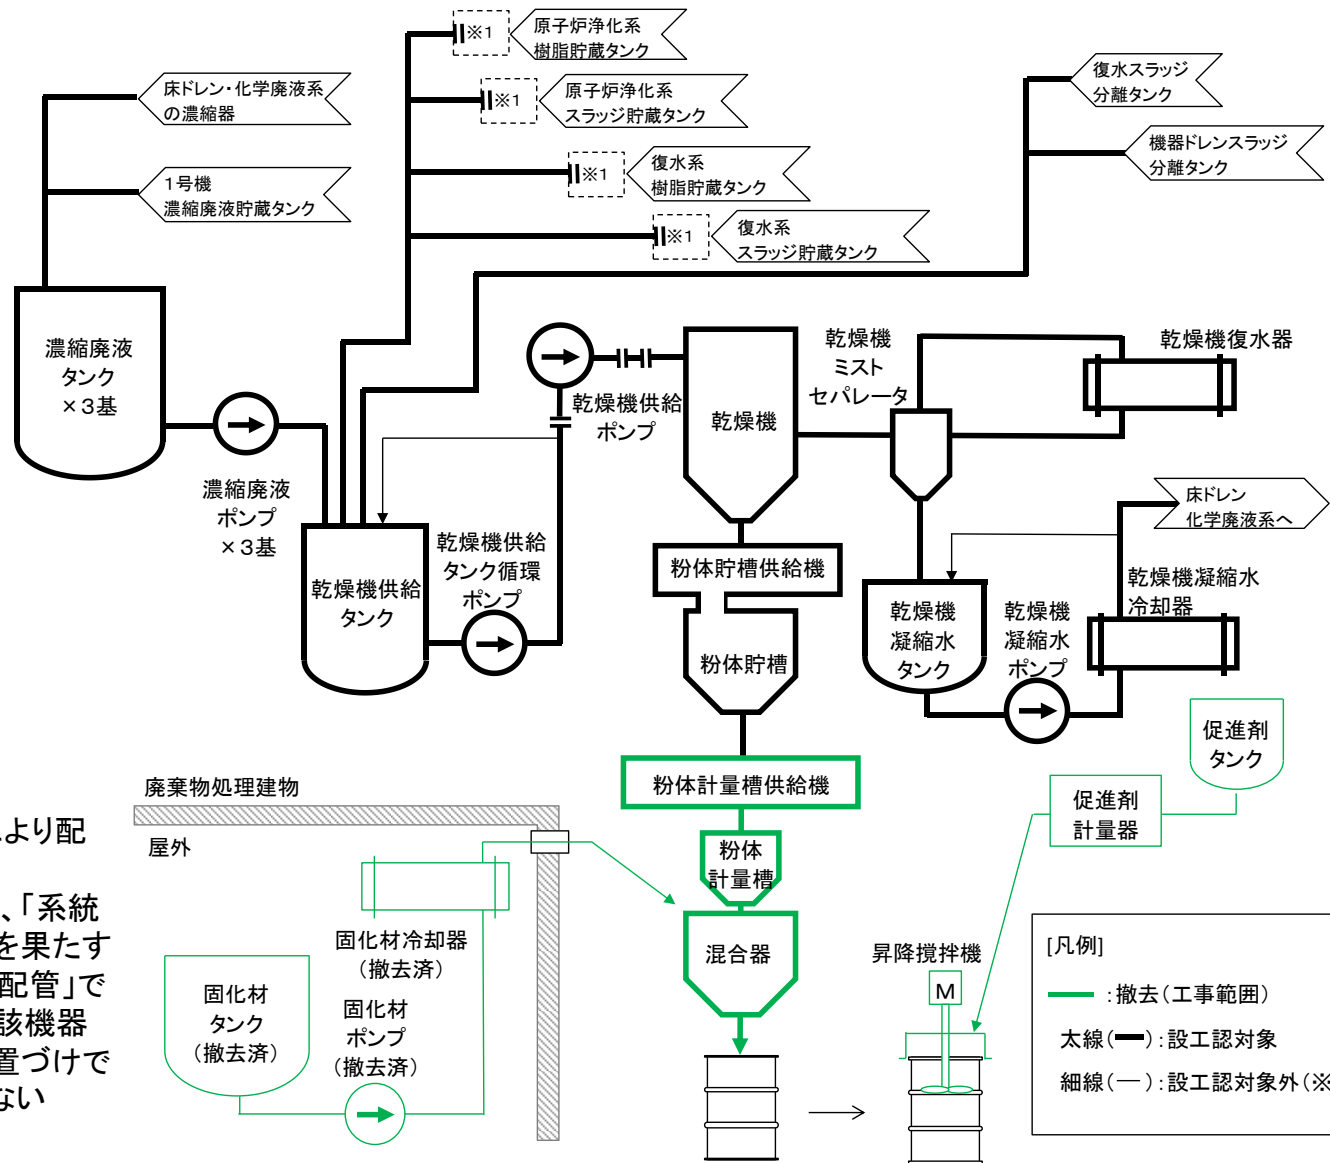 ※1
原子炉浄化系
樹脂貯蔵タンク
※1
原子炉浄化系
スラッジ貯蔵タンク
※1
復水系
樹脂貯蔵タンク
※1
復水系
スラッジ貯蔵タンク
床ドレン・化学廃液系
の濃縮器
1号機
濃縮廃液貯蔵タンク
復水スラッジ
分離タンク
機器ドレンスラッジ
分離タンク
濃縮廃液
タンク
×3基
濃縮廃液
ポンプ
×3基
乾燥機供給
タンク
乾燥機供給
タンク循環
ポンプ
乾燥機供給
ポンプ
乾燥機
乾燥機
ミスト
セパレータ
乾燥機復水器
粉体貯槽供給機
粉体貯槽
乾燥機
凝縮水
タンク
乾燥機
凝縮水
ポンプ
床ドレン
化学廃液系へ
乾燥機凝縮水
冷却器
粉体計量槽供給機
粉体
計量槽
混合器
促進剤
タンク
促進剤
計量器
廃棄物処理建物
屋外
固化材冷却器
(撤去済)
固化材
タンク
(撤去済)
固化材
ポンプ
(撤去済)
昇降撹拌機
M
より配
、「系統
を果たす
配管」で
該機器
置づけで
ない
[凡例]
:撤去(工事範囲)
太線(━):設工認対象
細線(―):設工認対象外(※